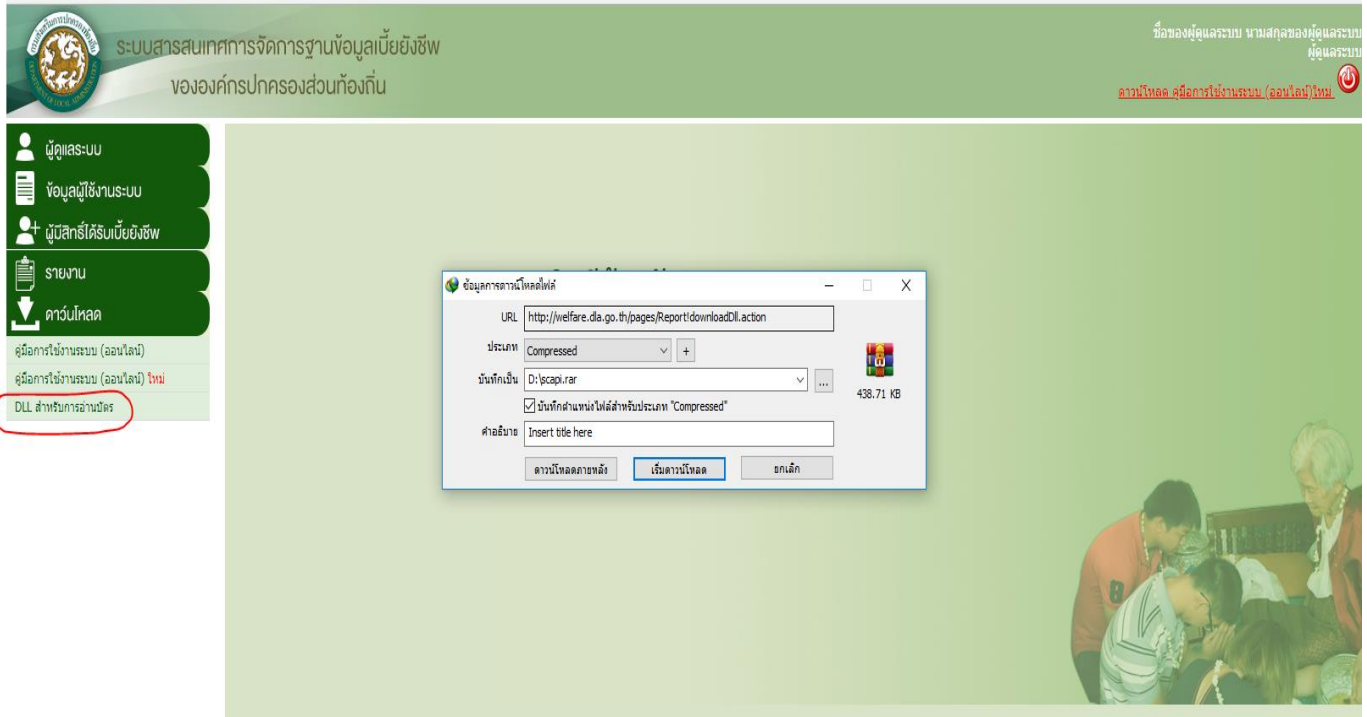 ระบบสารสนเทศการจัดการฐานข้อมูลเบี้ยยังชีพ
ขององค์กรปกครองส่วนท้องถิ่น
ชื่อของผู้ดูแลระบบ นามสกุลของผู้ดูแลระบบ
ผู้ดูแลระบบ
ดาวน์โหลด คู่มือการใช้งานระบบ (ออนไลน์)ใหม่
ผู้ดูแลระบบ
ข้อมูลผู้ใช้งานระบบ
ผู้มีสิทธิ์ได้รับเบี้ยยังชีพ
รายงาน
ดาวน์โหลด
คู่มือการใช้งานระบบ (ออนไลน์)
คู่มือการใช้งานระบบ (ออนไลน์) ใหม่
DLL สำหรับการอ่านบัตร
ข้อมูลการดาวน์โหลดไฟล์
URL http://welfare.dla.go.th/pages/Report!downloadDll.action
ประเภท Compressed +
บันทึกเป็น D:\scapi.rar ...
438.71 KB
บันทึกตำแหน่งไฟล์สำหรับประเภท "Compressed"
คำอธิบาย Insert title here
ดาวน์โหลดภายหลัง เริ่มดาวน์โหลด ยกเลิก